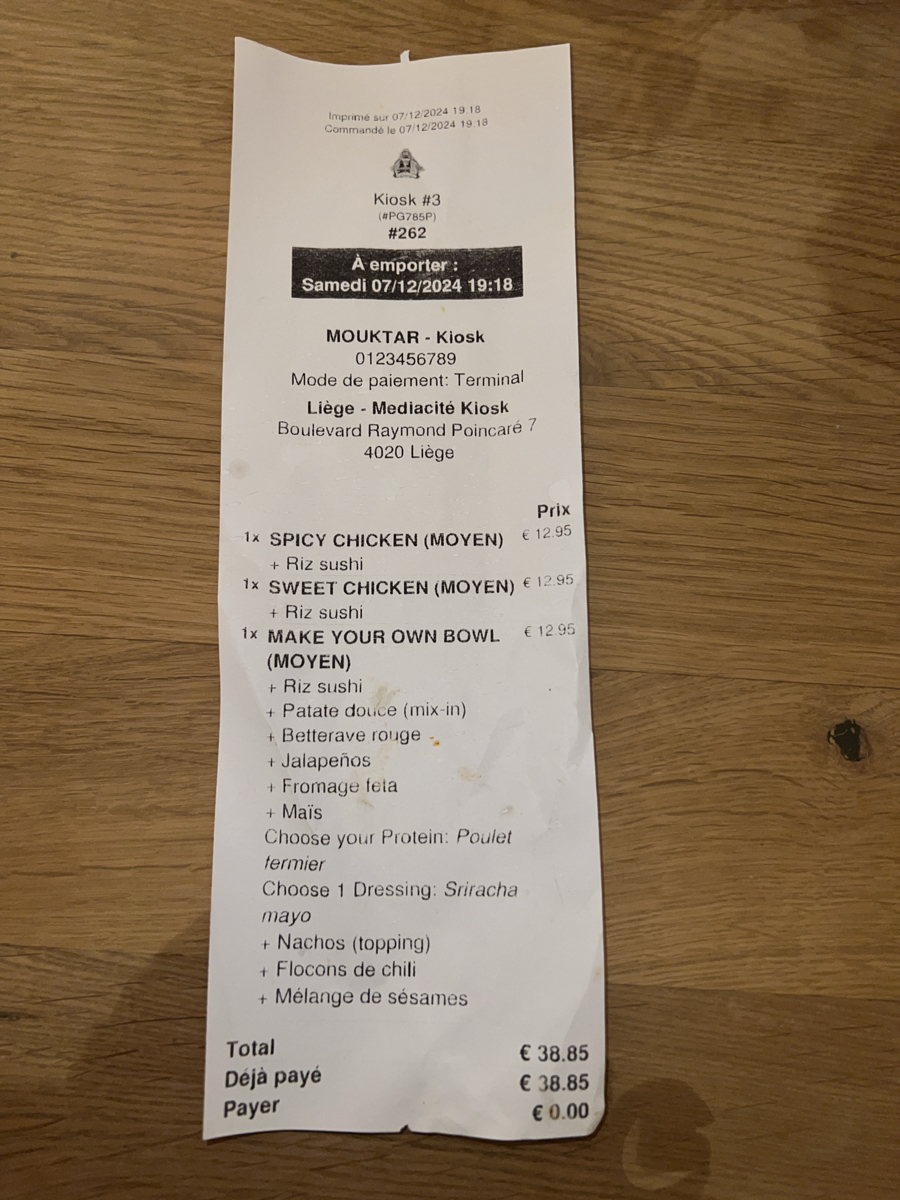 Imprimé sur 07/12/2024 19:18
Commandé le 07/12/2024 19:18
Kiosk #3
(#PG785P)
#262
À emporter :
Samedi 07/12/2024 19:18
MOUKTAR - Kiosk
0123456789
Mode de paiement: Terminal
Liège - Mediacité Kiosk
Boulevard Raymond Poincaré 7
4020 Liège
Prix
1x SPICY CHICKEN (MOYEN) € 12.95
+ Riz sushi
1x SWEET CHICKEN (MOYEN) € 12.95
+ Riz sushi
1x MAKE YOUR OWN BOWL € 12.95
(MOYEN)
+ Riz sushi
+ Patate douce (mix-in)
+ Betterave rouge
+ Jalapeños
+ Fromage feta
+ Maïs
Choose your Protein: Poulet
fermier
Choose 1 Dressing: Sriracha
mayo
+ Nachos (topping)
+ Flocons de chili
+ Mélange de sésames
Total € 38.85
Déjà payé € 38.85
Payer € 0.00